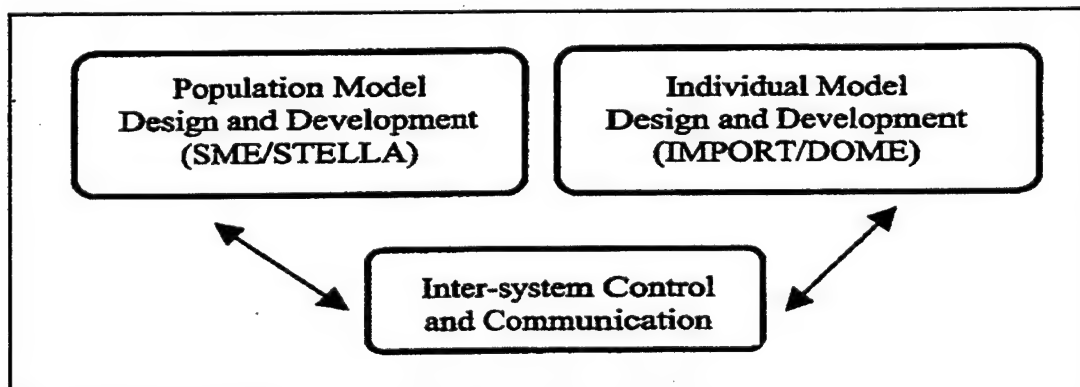 Population Model
Design and Development
(SME/STELLA)
Individual Model
Design and Development
(IMPORT/DOME)
Inter-system Control
and Communication